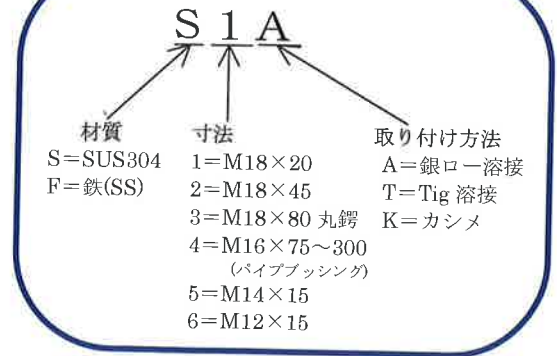 S 1 A
材質
S=SUS304
F=鉄(SS)
寸法
1=M18×20
2=M18×45
3=M18×80 丸鍔
4=M16×75～300
(パイプブッシング)
5=M14×15
6=M12×15
取り付け方法
A=銀ロー溶接
T=Tig 溶接
K=カシメ